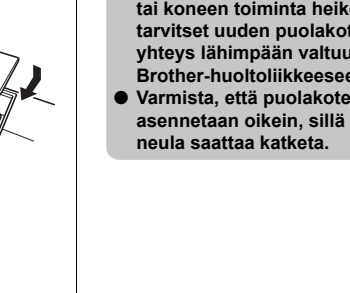 tai koneen toiminta heike
tarvitset uuden puolakot
yhteys lähimpään valtuu
Brother-huoltoliikkeesee
● Varmista, että puolakote
asennetaan oikein, sillä
neula saattaa katketa.